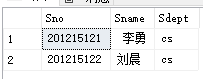 Sno Sname Sdept
1 201215121 李勇 cs
2 201215122 刘晨 cs